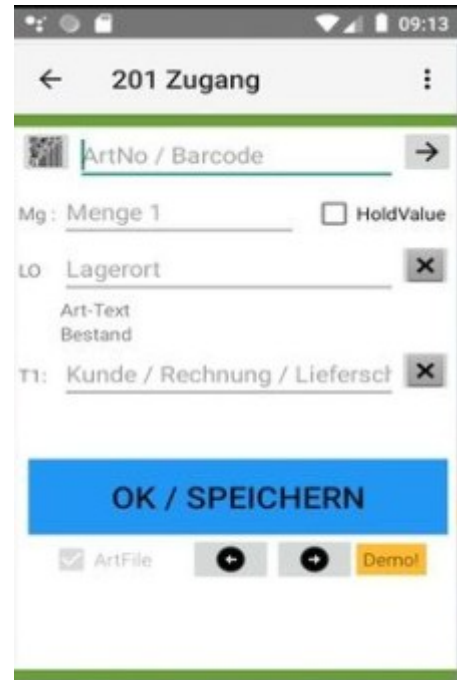 09:13
201 Zugang
ArtNo / Barcode
Mg: Menge 1 HoldValue
LO Lagerort
Art-Text
Bestand
T1: Kunde / Rechnung / Liefersch
OK / SPEICHERN
ArtFile Demo!